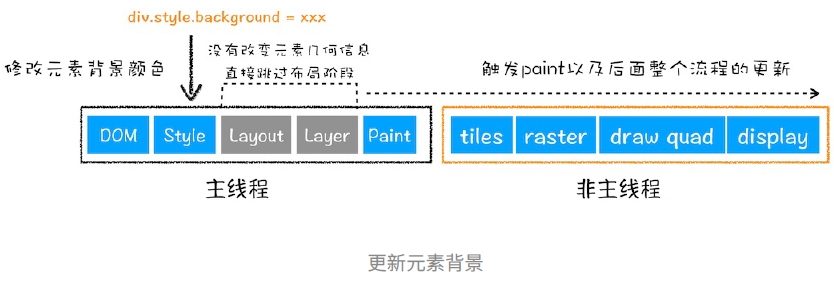 div.style.background = xxx
修改元素背景颜色
没有改变元素几何信息
直接跳过布局阶段
触发paint以及后面整个流程的更新
DOM Style Layout Layer Paint
tiles raster draw quad display
主线程
非主线程
更新元素背景